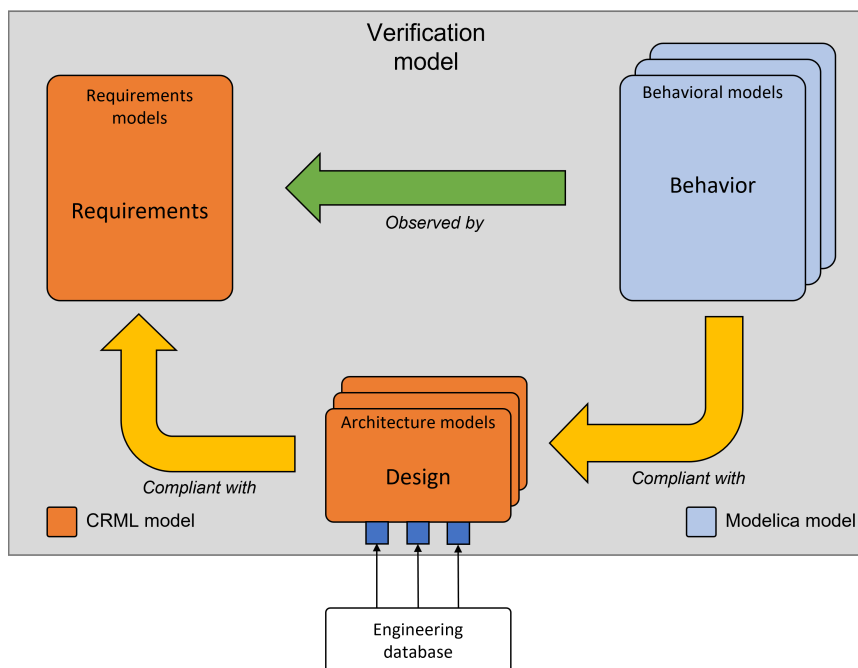 Verification
model
Requirements
models
Requirements
Behavioral models
Behavior
Observed by
Architecture models
Design
Compliant with
Compliant with
CRML model
Modelica model
Engineering
database